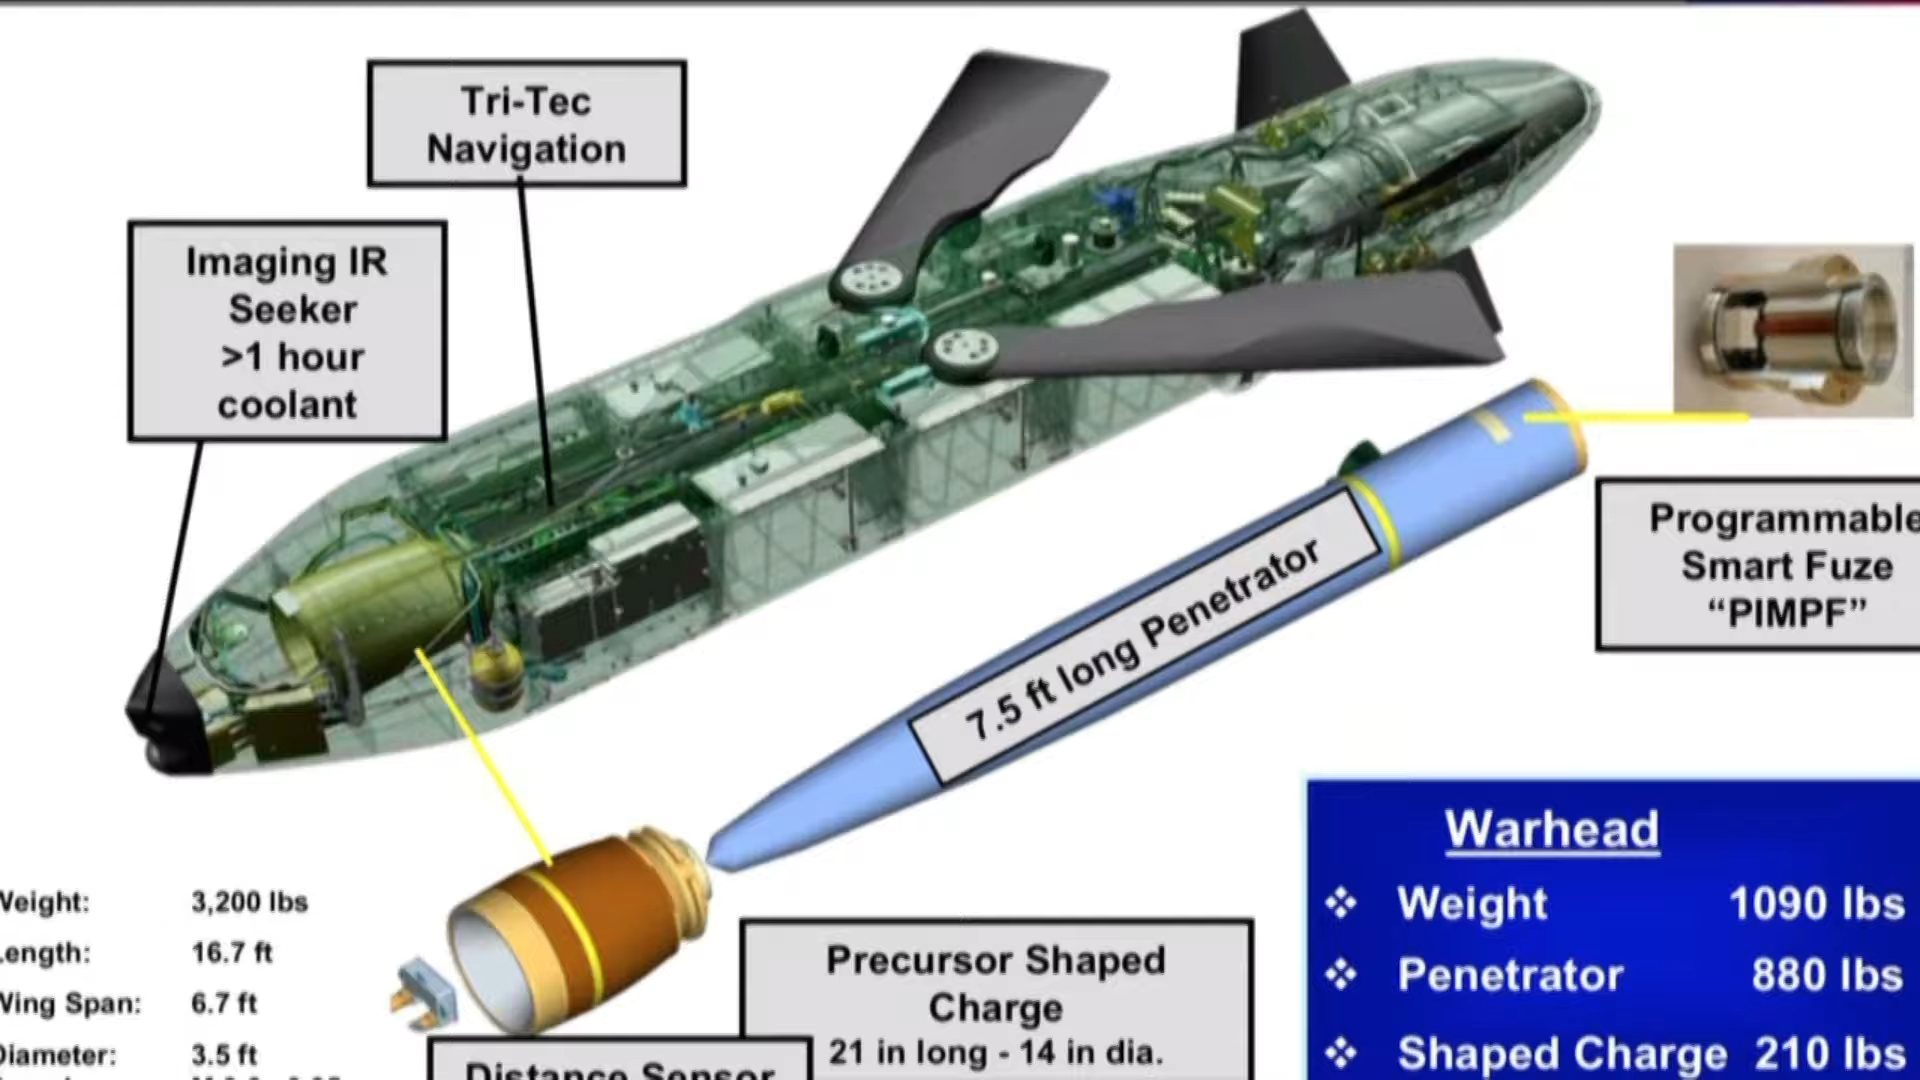 Tri-Tec
Navigation
Imaging IR
Seeker
>1 hour
coolant
7.5 ft long Penetrator
Programmable
Smart Fuze
“PIMPF”
Warhead
❖ Weight 1090 lbs
❖ Penetrator 880 lbs
❖ Shaped Charge 210 lbs
Weight: 3,200 lbs
Length: 16.7 ft
Wing Span: 6.7 ft
Diameter: 3.5 ft
Precursor Shaped
Charge
21 in long - 14 in dia.
Distance Sensor